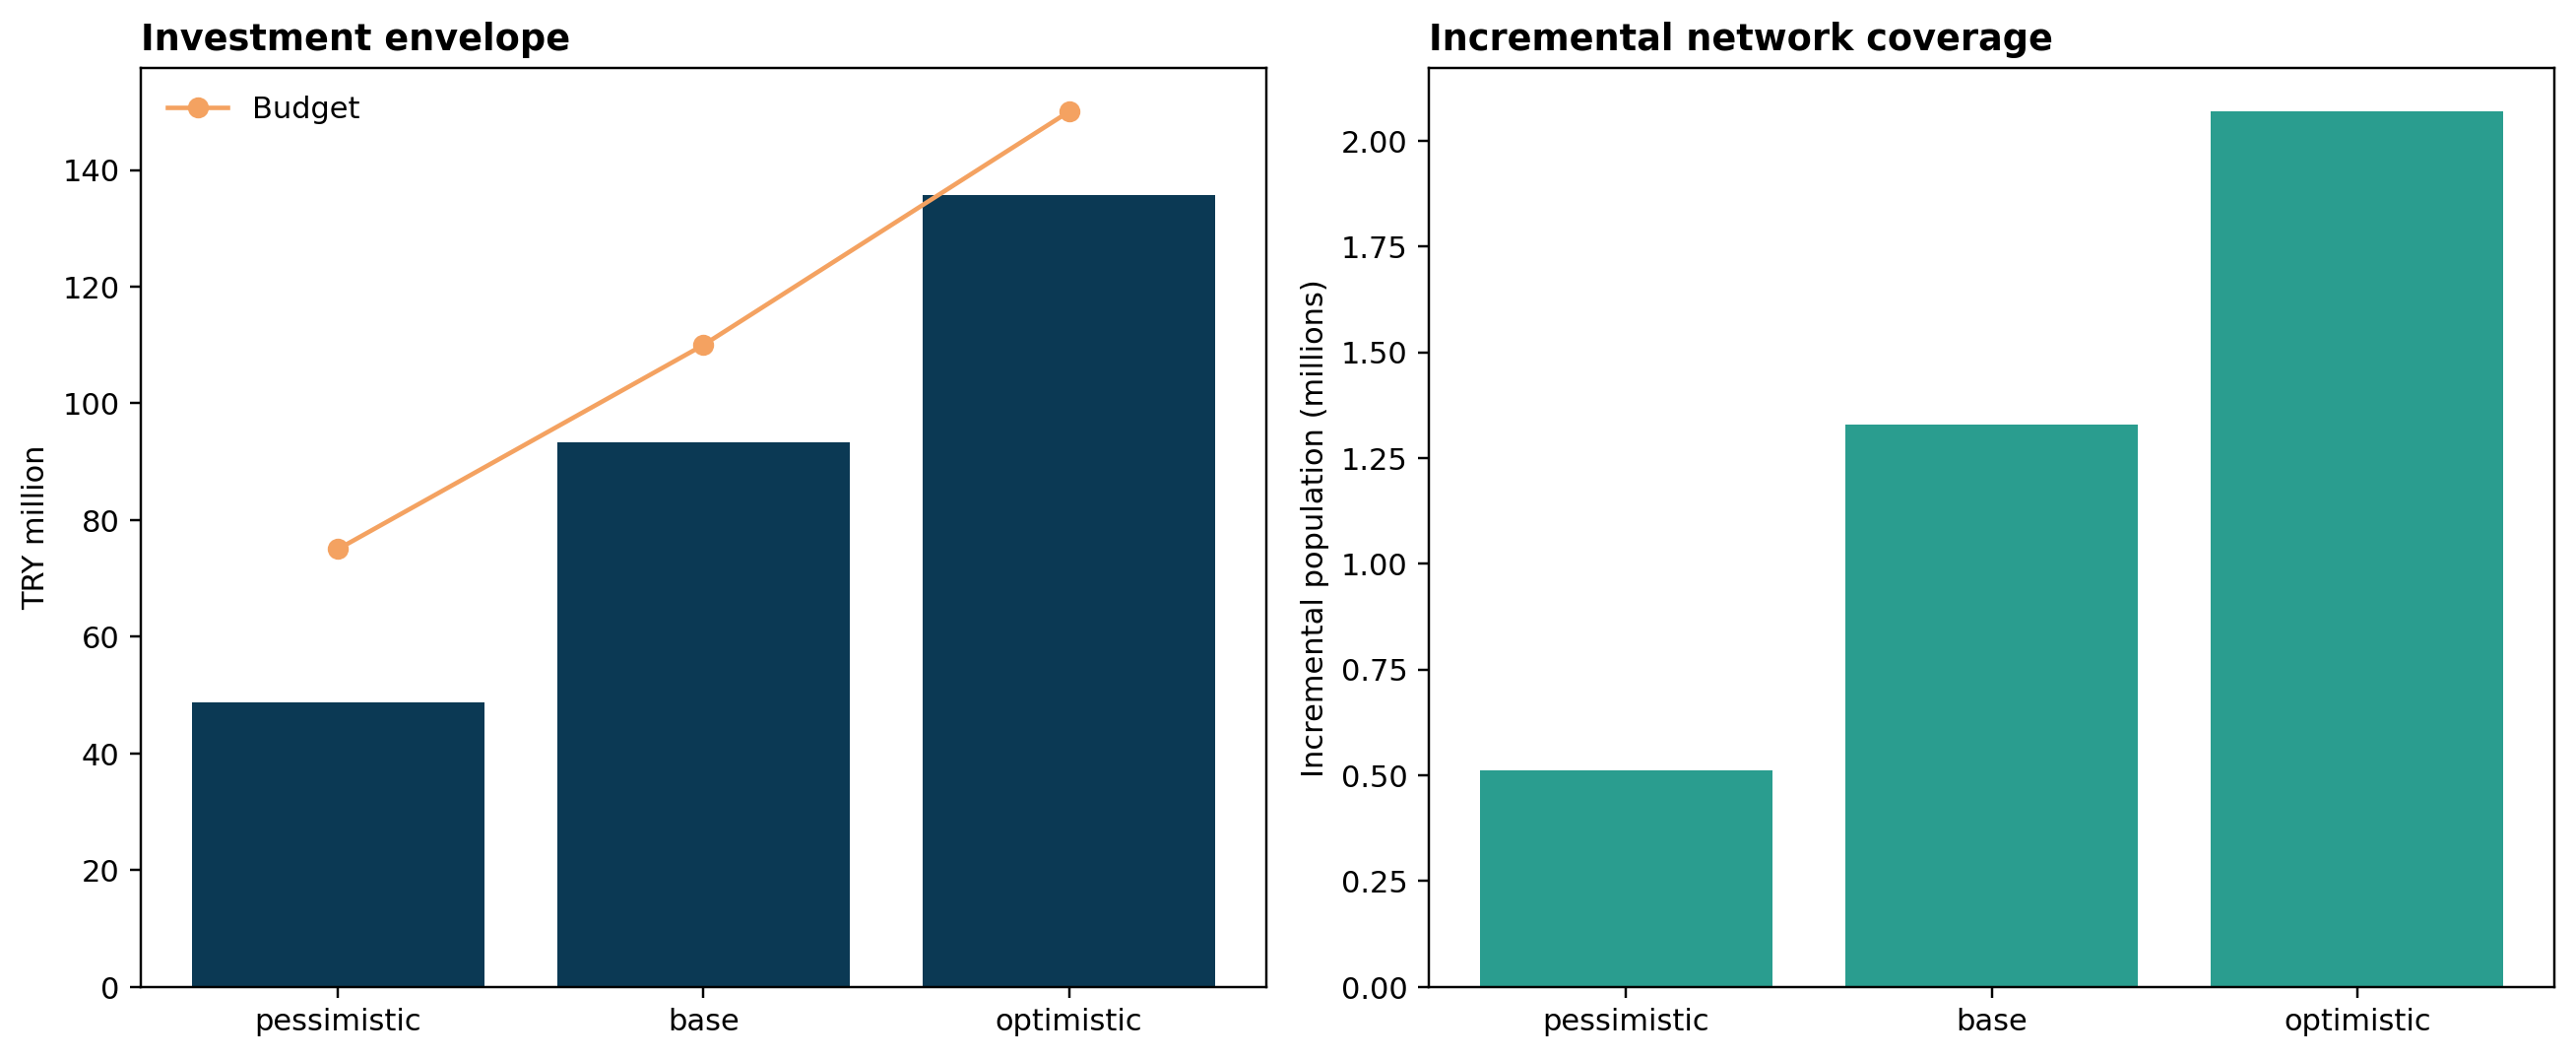 Investment envelope
Budget
TRY million
140
120
100
80
60
40
20
0
pessimistic
base
optimistic
Incremental network coverage
Incremental population (millions)
2.00
1.75
1.50
1.25
1.00
0.75
0.50
0.25
0.00
pessimistic
base
optimistic